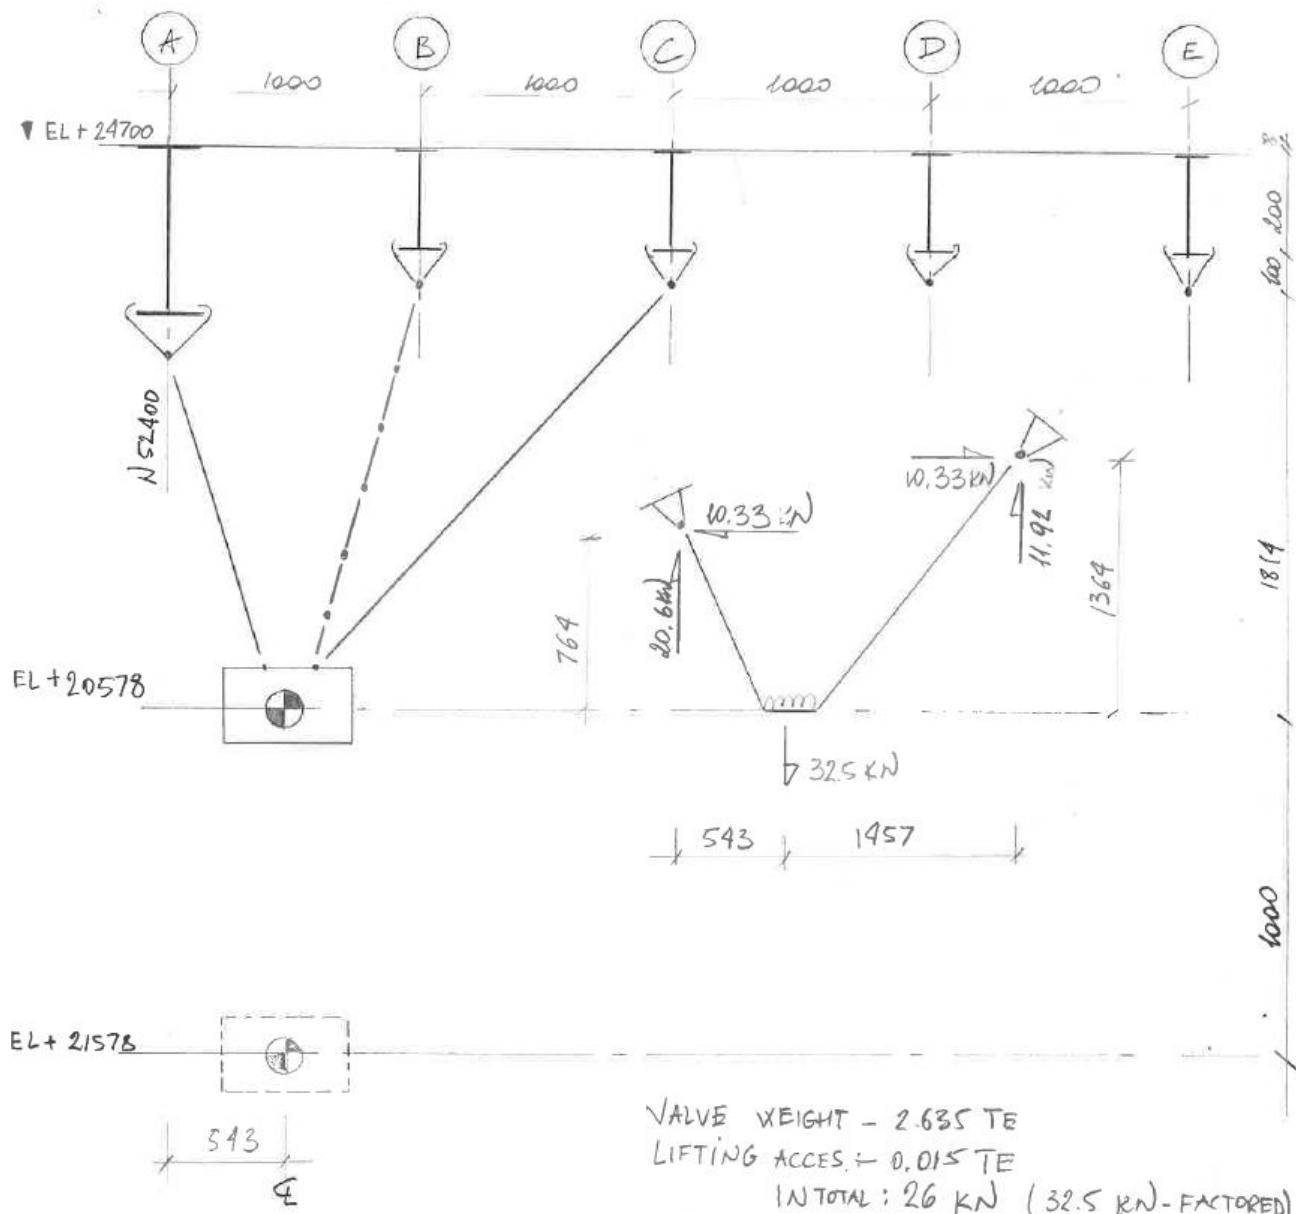 A B C D E
1000 1000 1000 1000
EL + 24700
200
100
N 52400
10.33 KN
11.92 KN
1364
10.33 KN
20.6 KN
764
1814
EL + 20578
32.5 KN
543 1457
1000
EL + 21578
543
℄
VALVE WEIGHT - 2.635 TE
LIFTING ACCES. - 0.015 TE
IN TOTAL : 26 KN (32.5 KN - FACTORED)